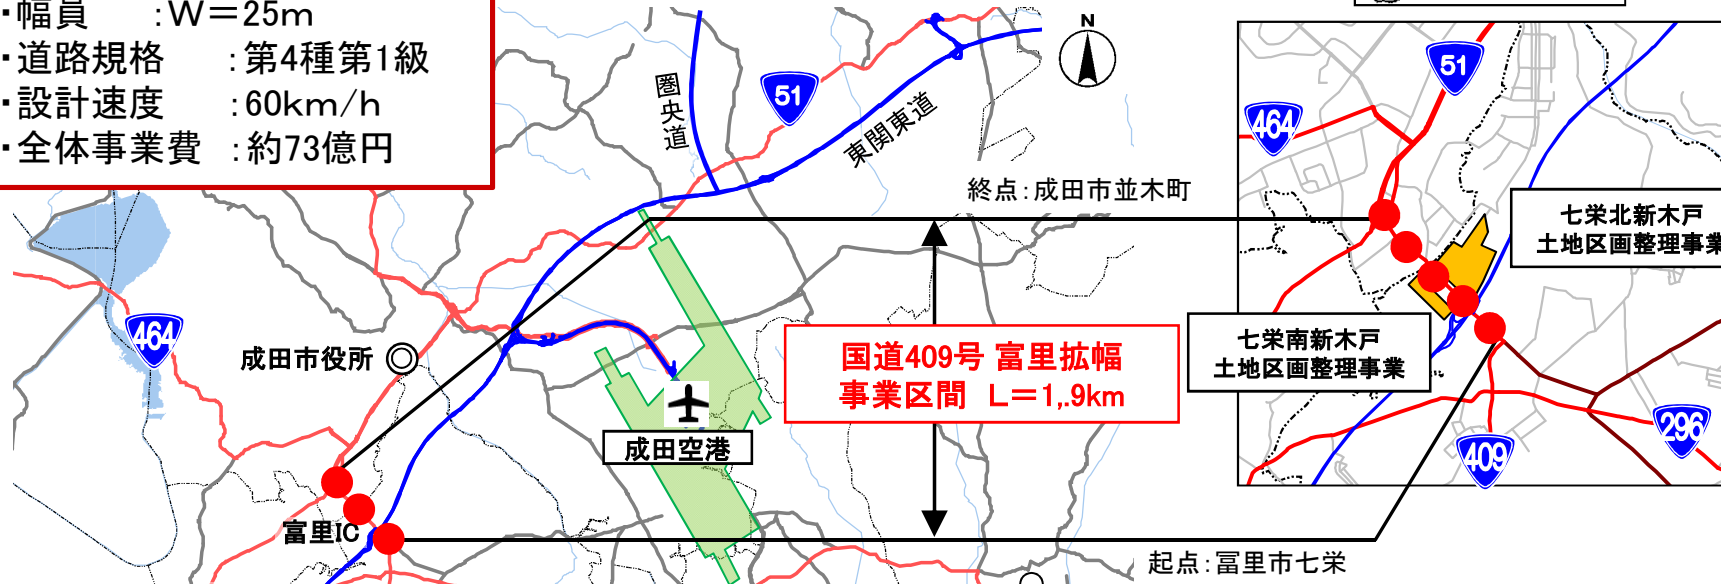 ・幅員　　:W=25m
・道路規格　　:第4種第1級
・設計速度　　:60km/h
・全体事業費　:約73億円
圏央道
51
東関東道
N
終点:成田市並木町
464
成田市役所
国道409号 富里拡幅
事業区間 L=1,.9km
成田空港
富里IC
起点:冨里市七栄
51
464
七栄北新木戸
土地区画整理事業
七栄南新木戸
土地区画整理事業
296
409